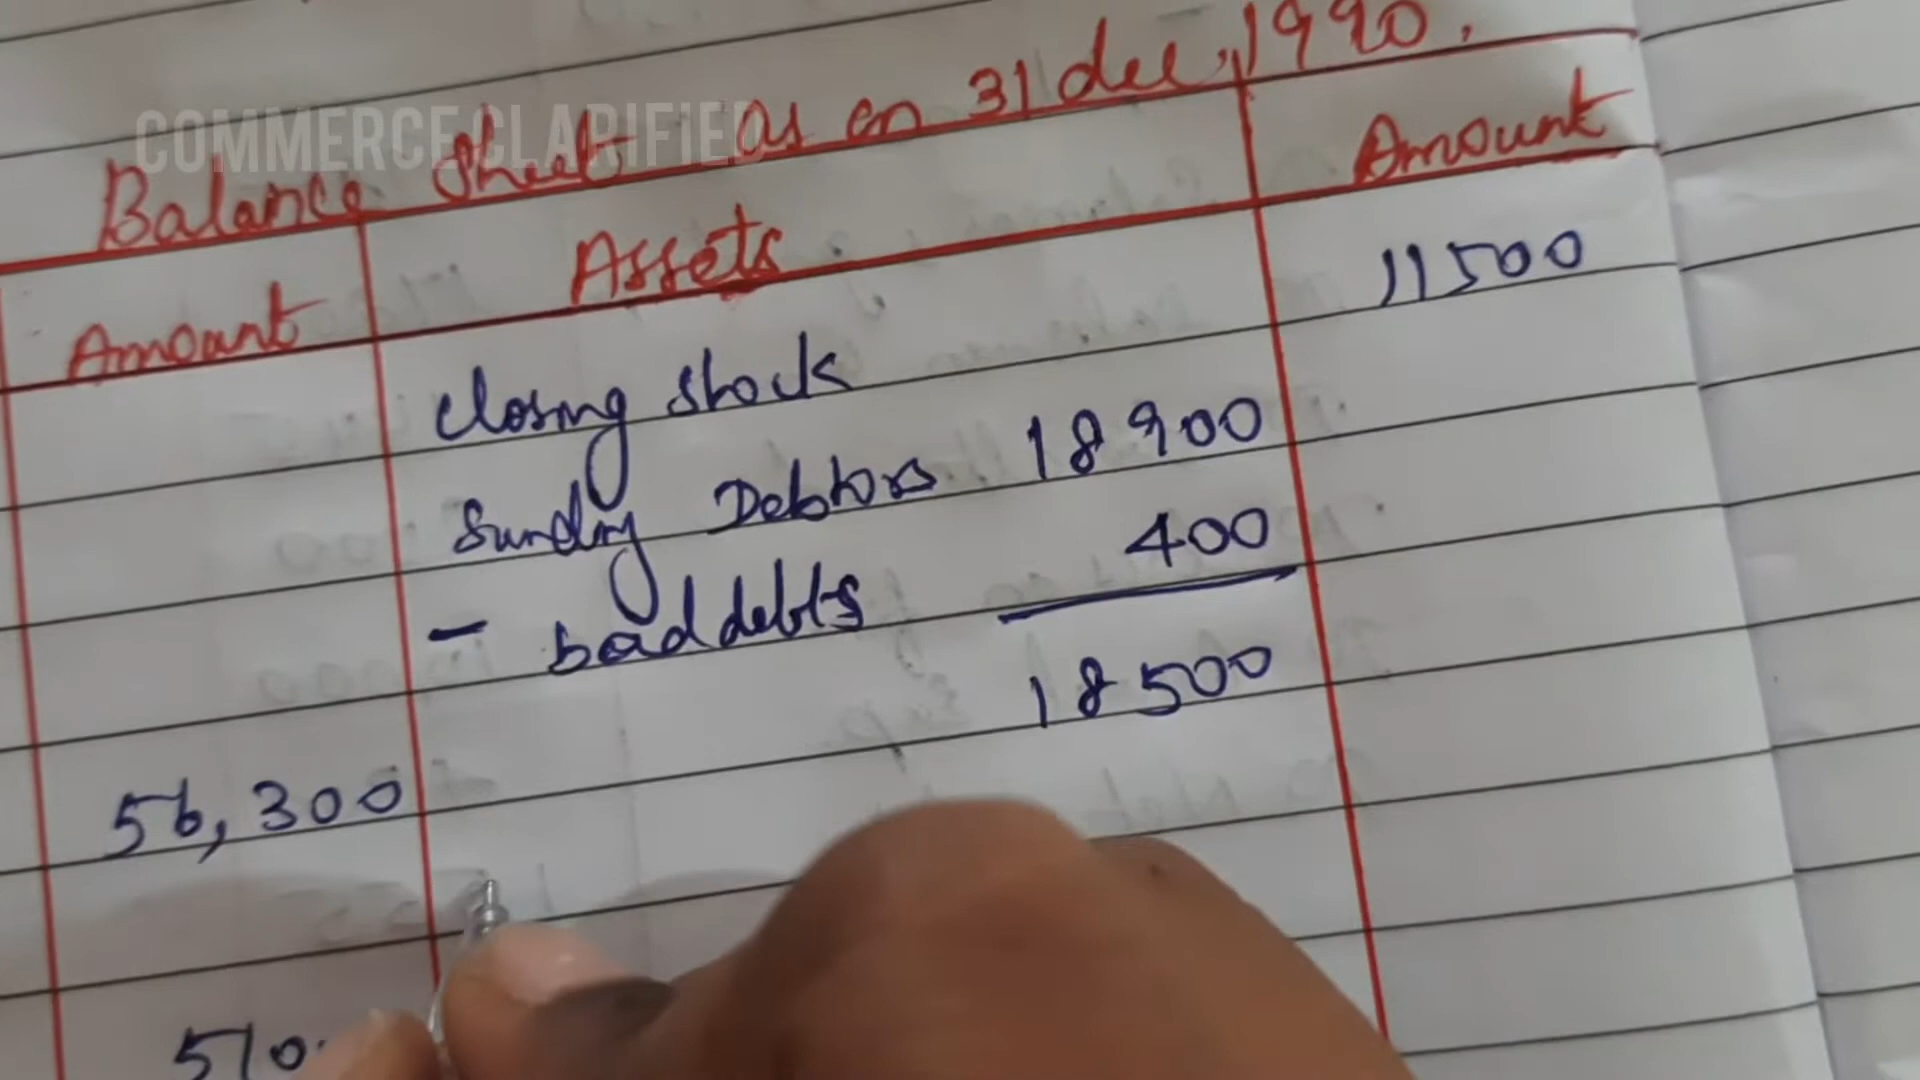 COMMERCE CLARIFIED
Balance Sheet as on 31 dec, 1990.
Amount Assets Amount
closing stock 11500
Sundry Debtors 18900
- bad debts 400
18500
56,300
510